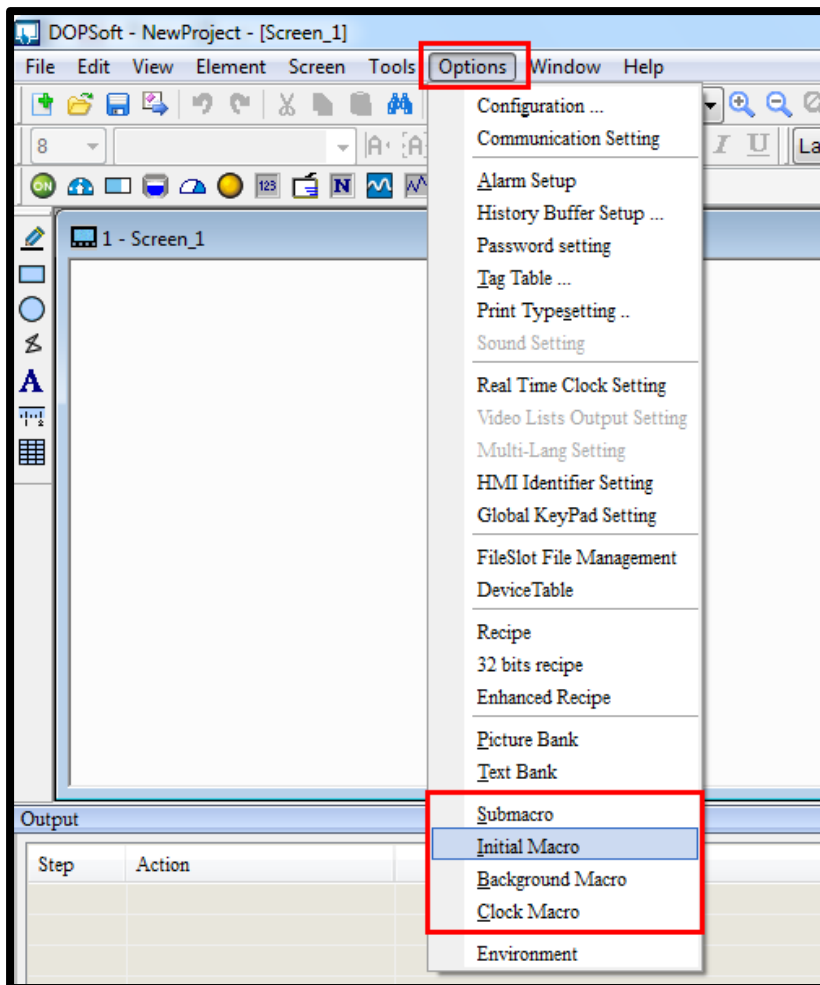 DOPSoft - NewProject - [Screen_1]
File Edit View Element Screen Tools Options Window Help
8
A
I U La
ON 123 N
1 - Screen_1
A
Configuration ...
Communication Setting
Alarm Setup
History Buffer Setup ...
Password setting
Tag Table ...
Print Typesetting ..
Sound Setting
Real Time Clock Setting
Video Lists Output Setting
Multi-Lang Setting
HMI Identifier Setting
Global KeyPad Setting
FileSlot File Management
DeviceTable
Recipe
32 bits recipe
Enhanced Recipe
Picture Bank
Text Bank
Submacro
Initial Macro
Background Macro
Clock Macro
Environment
Output
Step Action